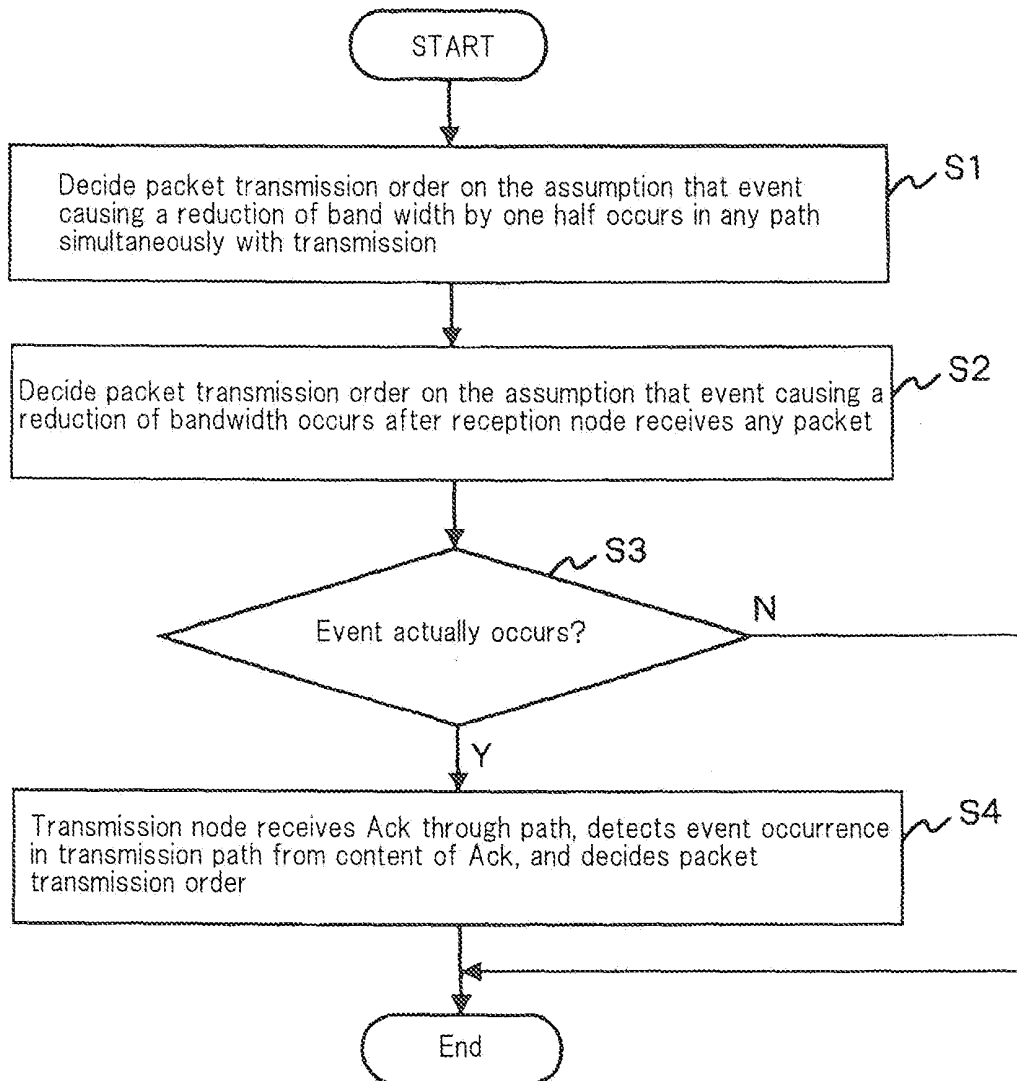 START
S1
Decide packet transmission order on the assumption that event
causing a reduction of band width by one half occurs in any path
simultaneously with transmission
S2
Decide packet transmission order on the assumption that event causing a
reduction of bandwidth occurs after reception node receives any packet
S3
Event actually occurs?
N
Y
S4
Transmission node receives Ack through path, detects event occurrence
in transmission path from content of Ack, and decides packet
transmission order
End